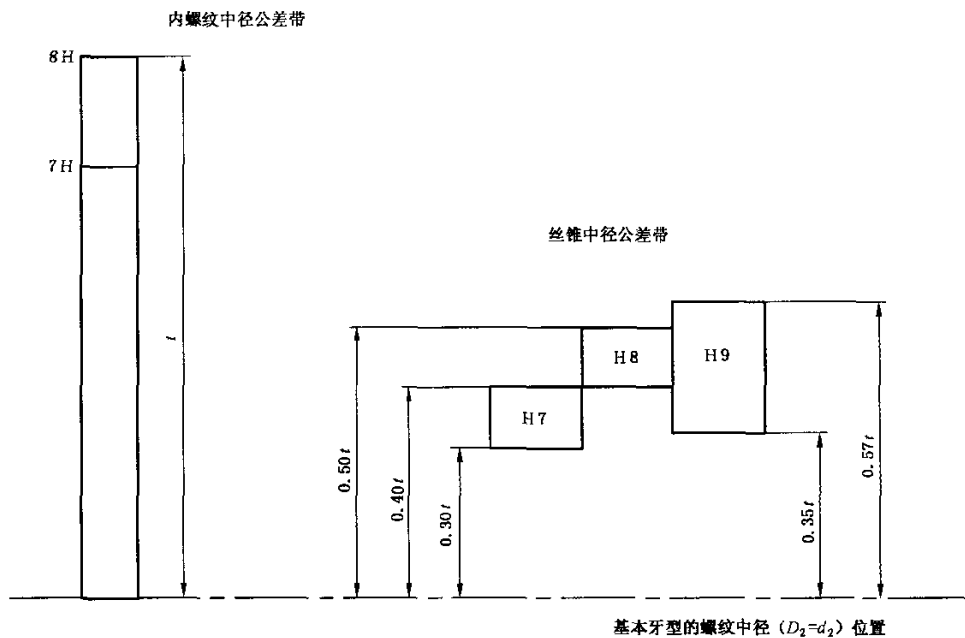 内螺纹中径公差带
8H
7H
t
丝锥中径公差带
H8
H9
H7
0.50t
0.40t
0.30t
0.35t
0.57t
基本牙型的螺纹中径（D₂=d₂）位置